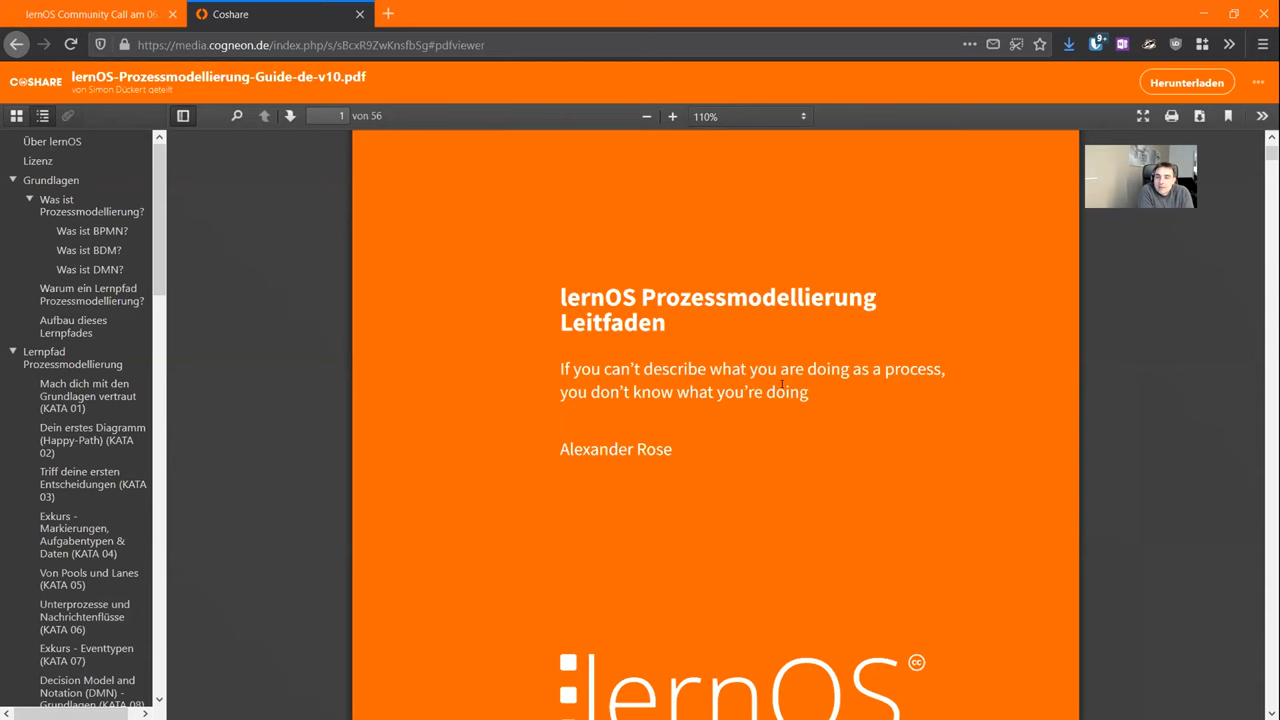 lernOS Community Call am 06.
Coshare
https://media.cogneon.de/index.php/s/sBcxR9ZwKnsfbSg#pdfviewer
9+
COSHARE
lernOS-Prozessmodellierung-Guide-de-v10.pdf
von Simon Dückert geteilt
Herunterladen
1 von 56
110%
Über lernOS
Lizenz
Grundlagen
Was ist
Prozessmodellierung?
Was ist BPMN?
Was ist BDM?
Was ist DMN?
Warum ein Lernpfad
Prozessmodellierung?
Aufbau dieses
Lernpfades
Lernpfad
Prozessmodellierung
Mach dich mit den
Grundlagen vertraut
(KATA 01)
Dein erstes Diagramm
(Happy-Path) (KATA
02)
Triff deine ersten
Entscheidungen (KATA
03)
Exkurs -
Markierungen,
Aufgabentypen &
Daten (KATA 04)
Von Pools und Lanes
(KATA 05)
Unterprozesse und
Nachrichtenflüsse
(KATA 06)
Exkurs - Eventtypen
(KATA 07)
Decision Model and
Notation (DMN) -
Grundlagen (KATA 08)
lernOS Prozessmodellierung
Leitfaden
If you can't describe what you are doing as a process,
you don't know what you're doing
Alexander Rose
lernOS
cc